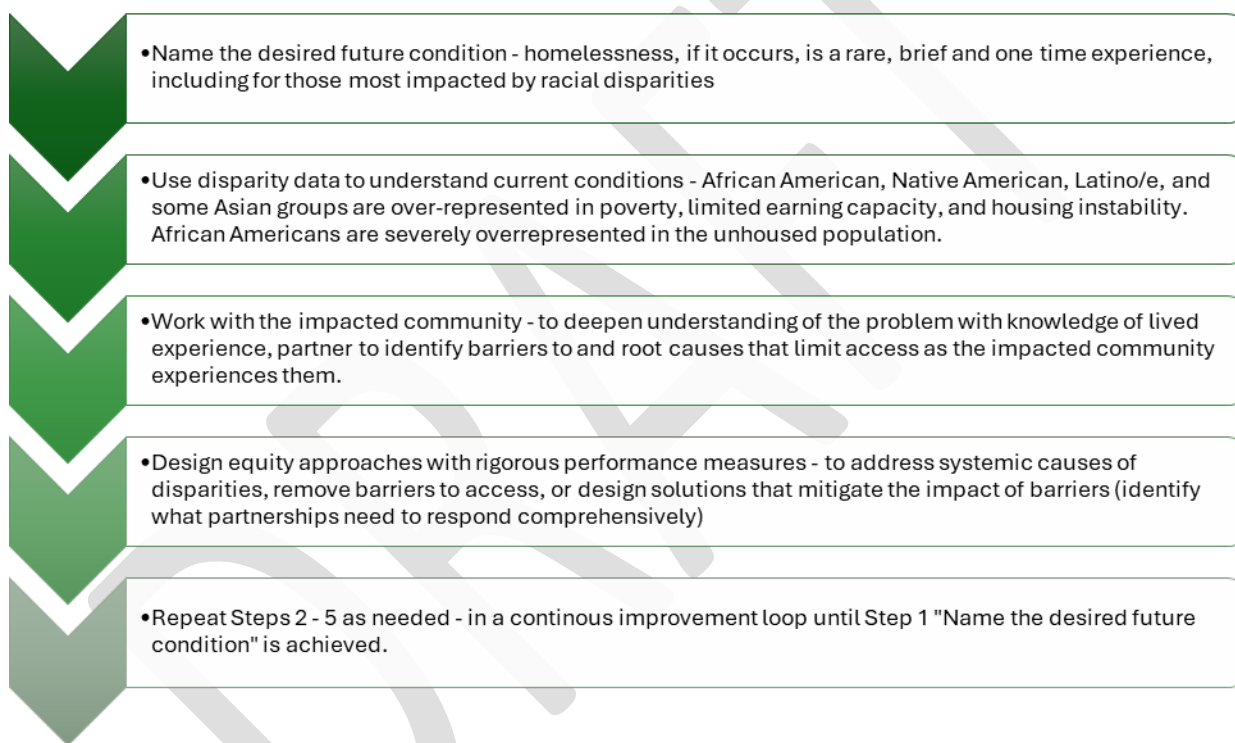 •Name the desired future condition - homelessness, if it occurs, is a rare, brief and one time experience,
including for those most impacted by racial disparities
•Use disparity data to understand current conditions - African American, Native American, Latino/e, and
some Asian groups are over-represented in poverty, limited earning capacity, and housing instability.
African Americans are severely overrepresented in the unhoused population.
•Work with the impacted community - to deepen understanding of the problem with knowledge of lived
experience, partner to identify barriers to and root causes that limit access as the impacted community
experiences them.
•Design equity approaches with rigorous performance measures - to address systemic causes of
disparities, remove barriers to access, or design solutions that mitigate the impact of barriers (identify
what partnerships need to respond comprehensively)
•Repeat Steps 2 - 5 as needed - in a continous improvement loop until Step 1 "Name the desired future
condition" is achieved.
DRAFT